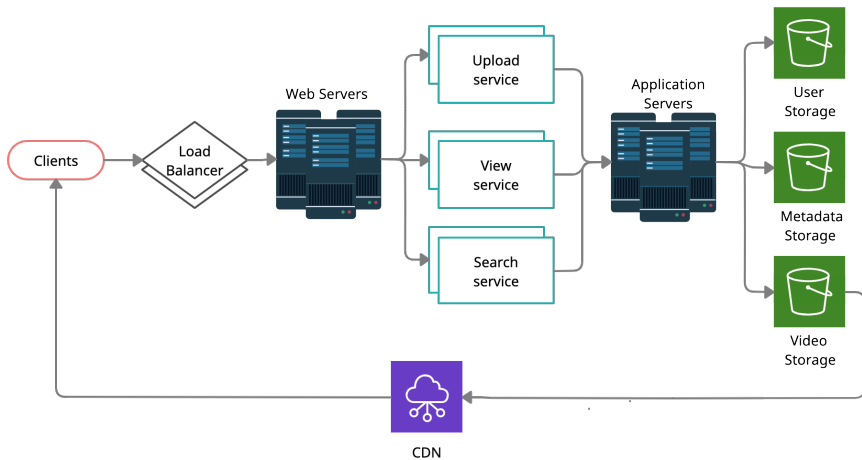 Clients
Load
Balancer
Web Servers
Upload
service
View
service
Search
service
Application
Servers
User
Storage
Metadata
Storage
Video
Storage
CDN